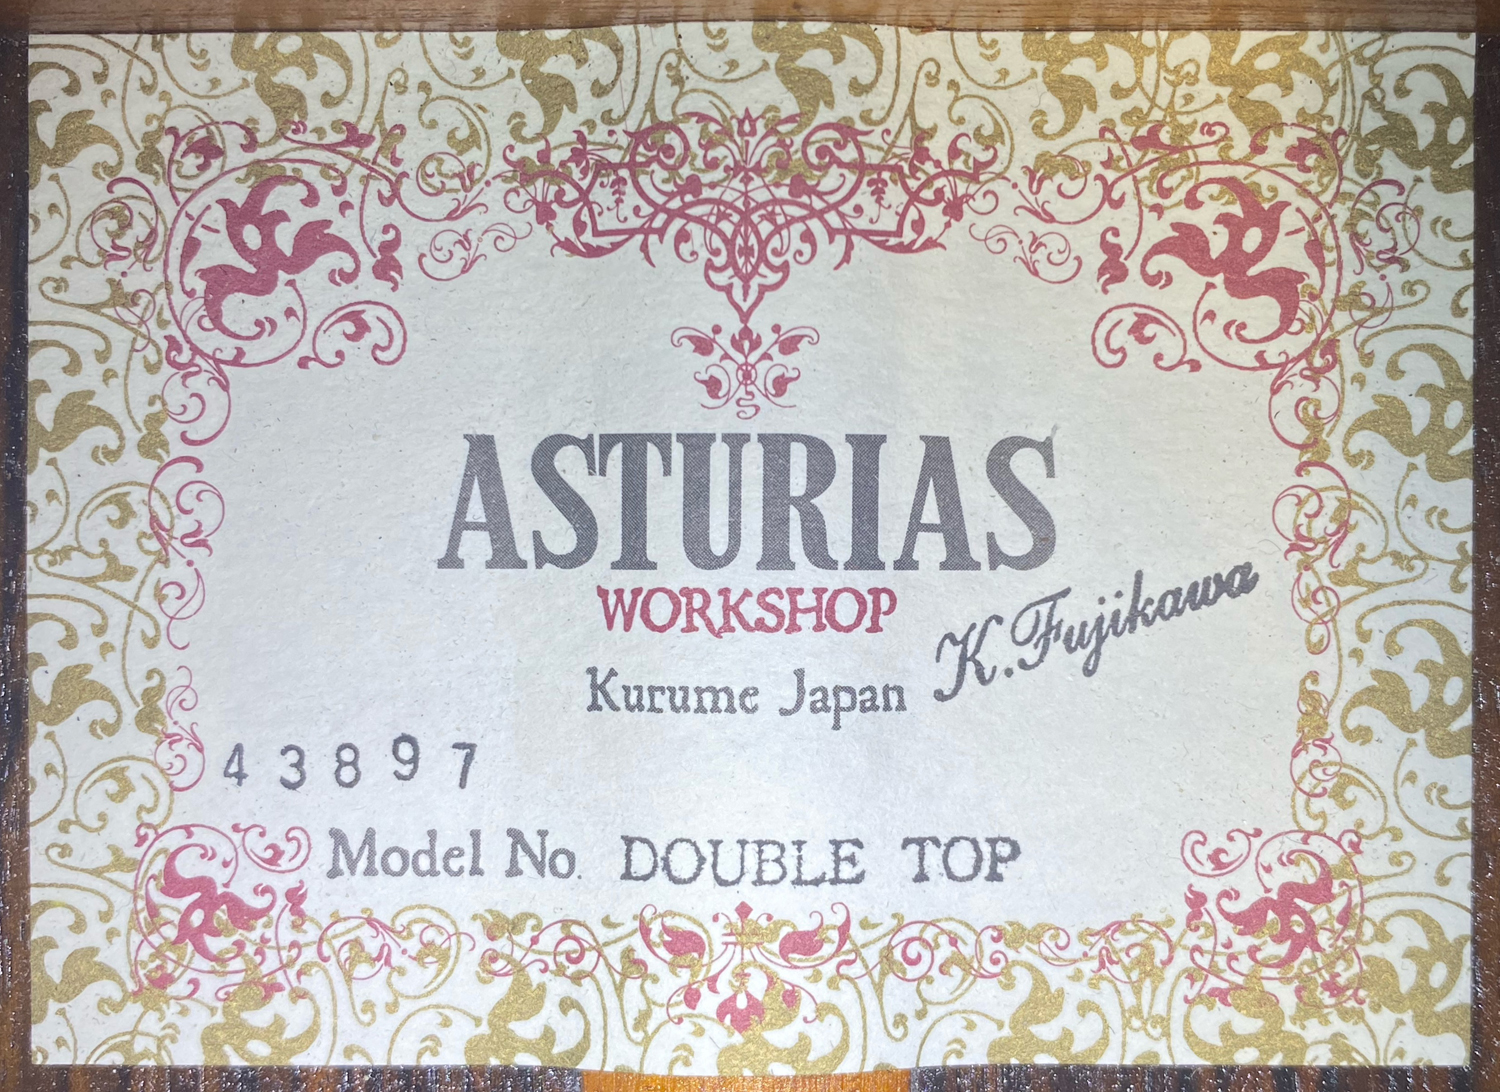 ASTURIAS
WORKSHOP
K. Fujikawa
Kurume Japan
43897
Model No. DOUBLE TOP